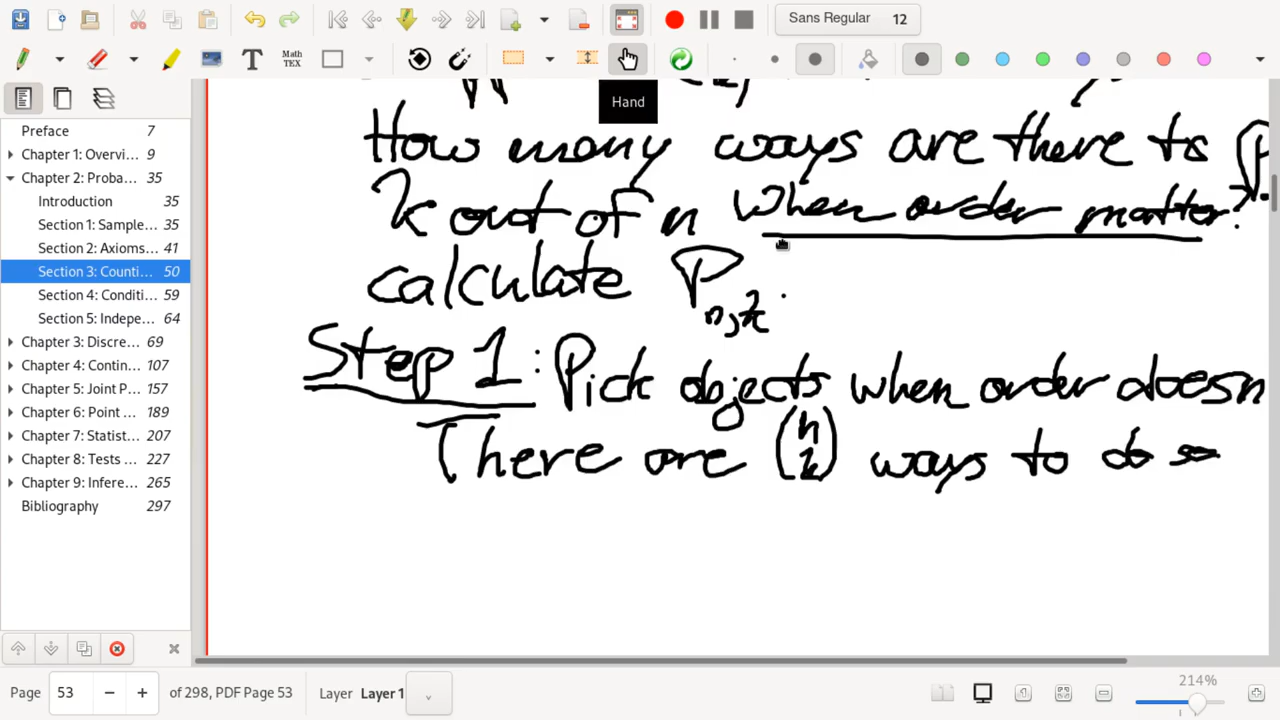 Sans Regular 12
T Math TEX
Hand
Preface 7
Chapter 1: Overvi... 9
Chapter 2: Proba... 35
Introduction 35
Section 1: Sample... 35
Section 2: Axioms... 41
Section 3: Counti... 50
Section 4: Conditi... 59
Section 5: Indepe... 64
Chapter 3: Discre... 69
Chapter 4: Contin... 107
Chapter 5: Joint P... 157
Chapter 6: Point ... 189
Chapter 7: Statist... 207
Chapter 8: Tests ... 227
Chapter 9: Infere... 265
Bibliography 297
How many ways are there to
k out of n when order matter?
calculate P_{n,k}.
Step 1: Pick objects when order doesn
There are (n k) ways to do so
Page 53 of 298, PDF Page 53 Layer Layer 1 214%